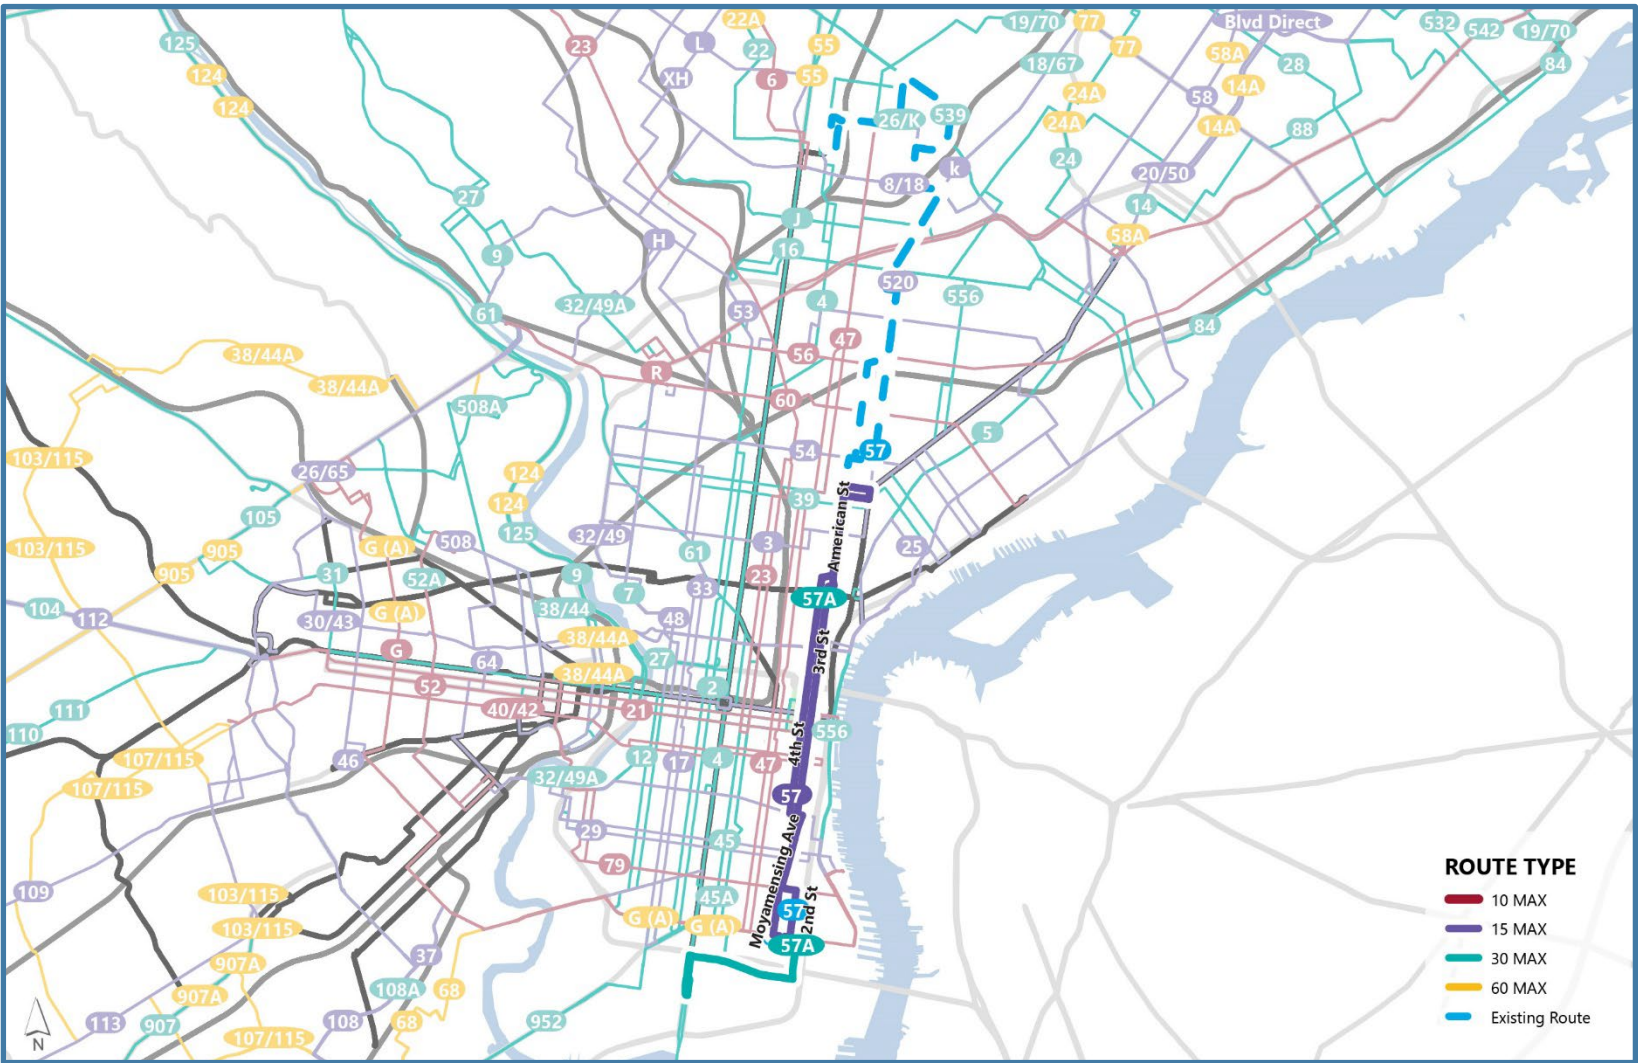 22A
19/70
77
Blvd Direct
532
542
19/70
125
23
L
22
55
77
58A
124
XH
6
55
18/67
28
84
124
24A
58
14A
26/K
539
24A
14A
88
24
k
20/50
27
8/18
14
J
H
16
58A
9
520
32/49A
4
556
61
53
84
47
38/44A
56
38/44A
R
508A
60
5
54
57
103/115
26/65
124
39
American St
124
105
125
32/49
508
3
25
103/115
905
G (A)
61
905
31
52A
9
23
7
33
57A
104
38/44
112
30/43
G (A)
48
38/44A
3rd St
G
64
27
38/44A
52
2
111
40/42
21
110
556
4th St
107/115
46
12
17
4
47
32/49A
107/115
57
29
45
Moyamensing Ave
79
109
103/115
45A
57
2nd St
G (A)
G (A)
103/115
57A
37
907A
108A
68
907A
113
907
108
68
952
107/115
N
ROUTE TYPE
10 MAX
15 MAX
30 MAX
60 MAX
Existing Route